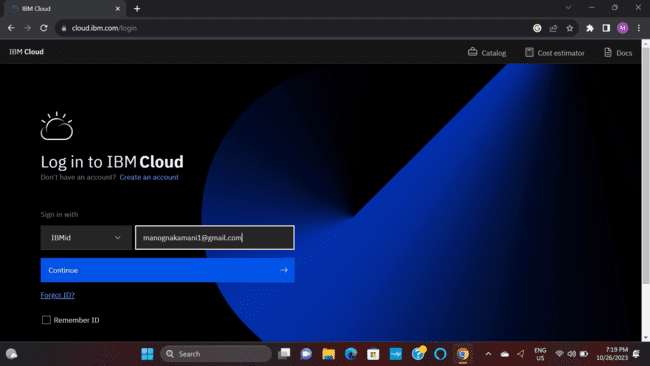 IBM Cloud
cloud.ibm.com/login
M
IBM Cloud
Catalog
Cost estimator
Docs
Log in to IBM Cloud
Don't have an account? Create an account
Sign in with
IBMid
manognakamani1@gmail.com
Continue
Forgot ID?
Remember ID
Search
ENG
US
7:19 PM
10/26/2023